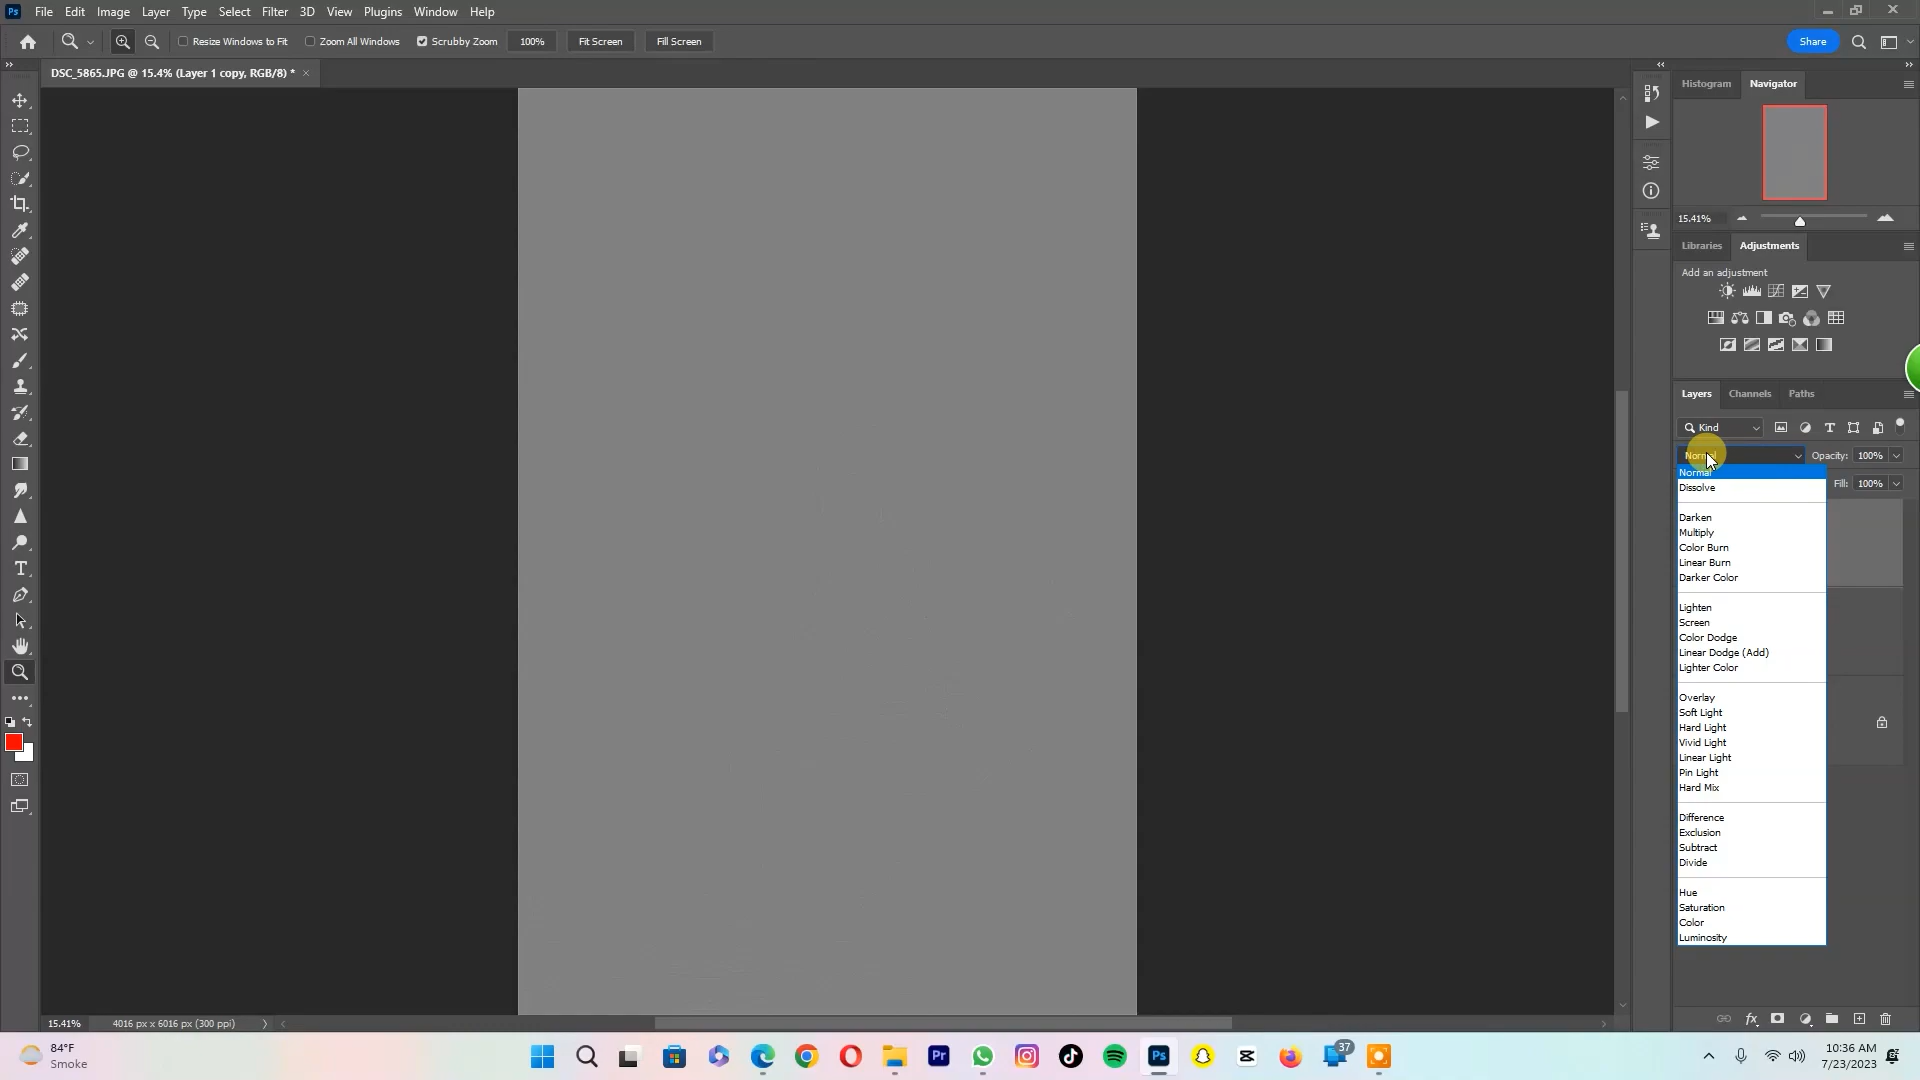 Ps File Edit Image Layer Type Select Filter 3D View Plugins Window Help
Resize Windows to Fit Zoom All Windows Scrubby Zoom 100% Fit Screen Fill Screen Share
DSC_5865.JPG @ 15.4% (Layer 1 copy, RGB/8) * ×
Histogram Navigator
15.41%
Libraries Adjustments
Add an adjustment
Layers Channels Paths
Kind
Opacity: 100%
Normal
Fill: 100%
Dissolve
Darken
Multiply
Color Burn
Linear Burn
Darker Color
Lighten
Screen
Color Dodge
Linear Dodge (Add)
Lighter Color
Overlay
Soft Light
Hard Light
Vivid Light
Linear Light
Pin Light
Hard Mix
Difference
Exclusion
Subtract
Divide
Hue
Saturation
Color
Luminosity
fx
15.41% 4016 px x 6016 px (300 ppi)
84°F
Smoke
Pr
Ps
37
10:36 AM
7/23/2023